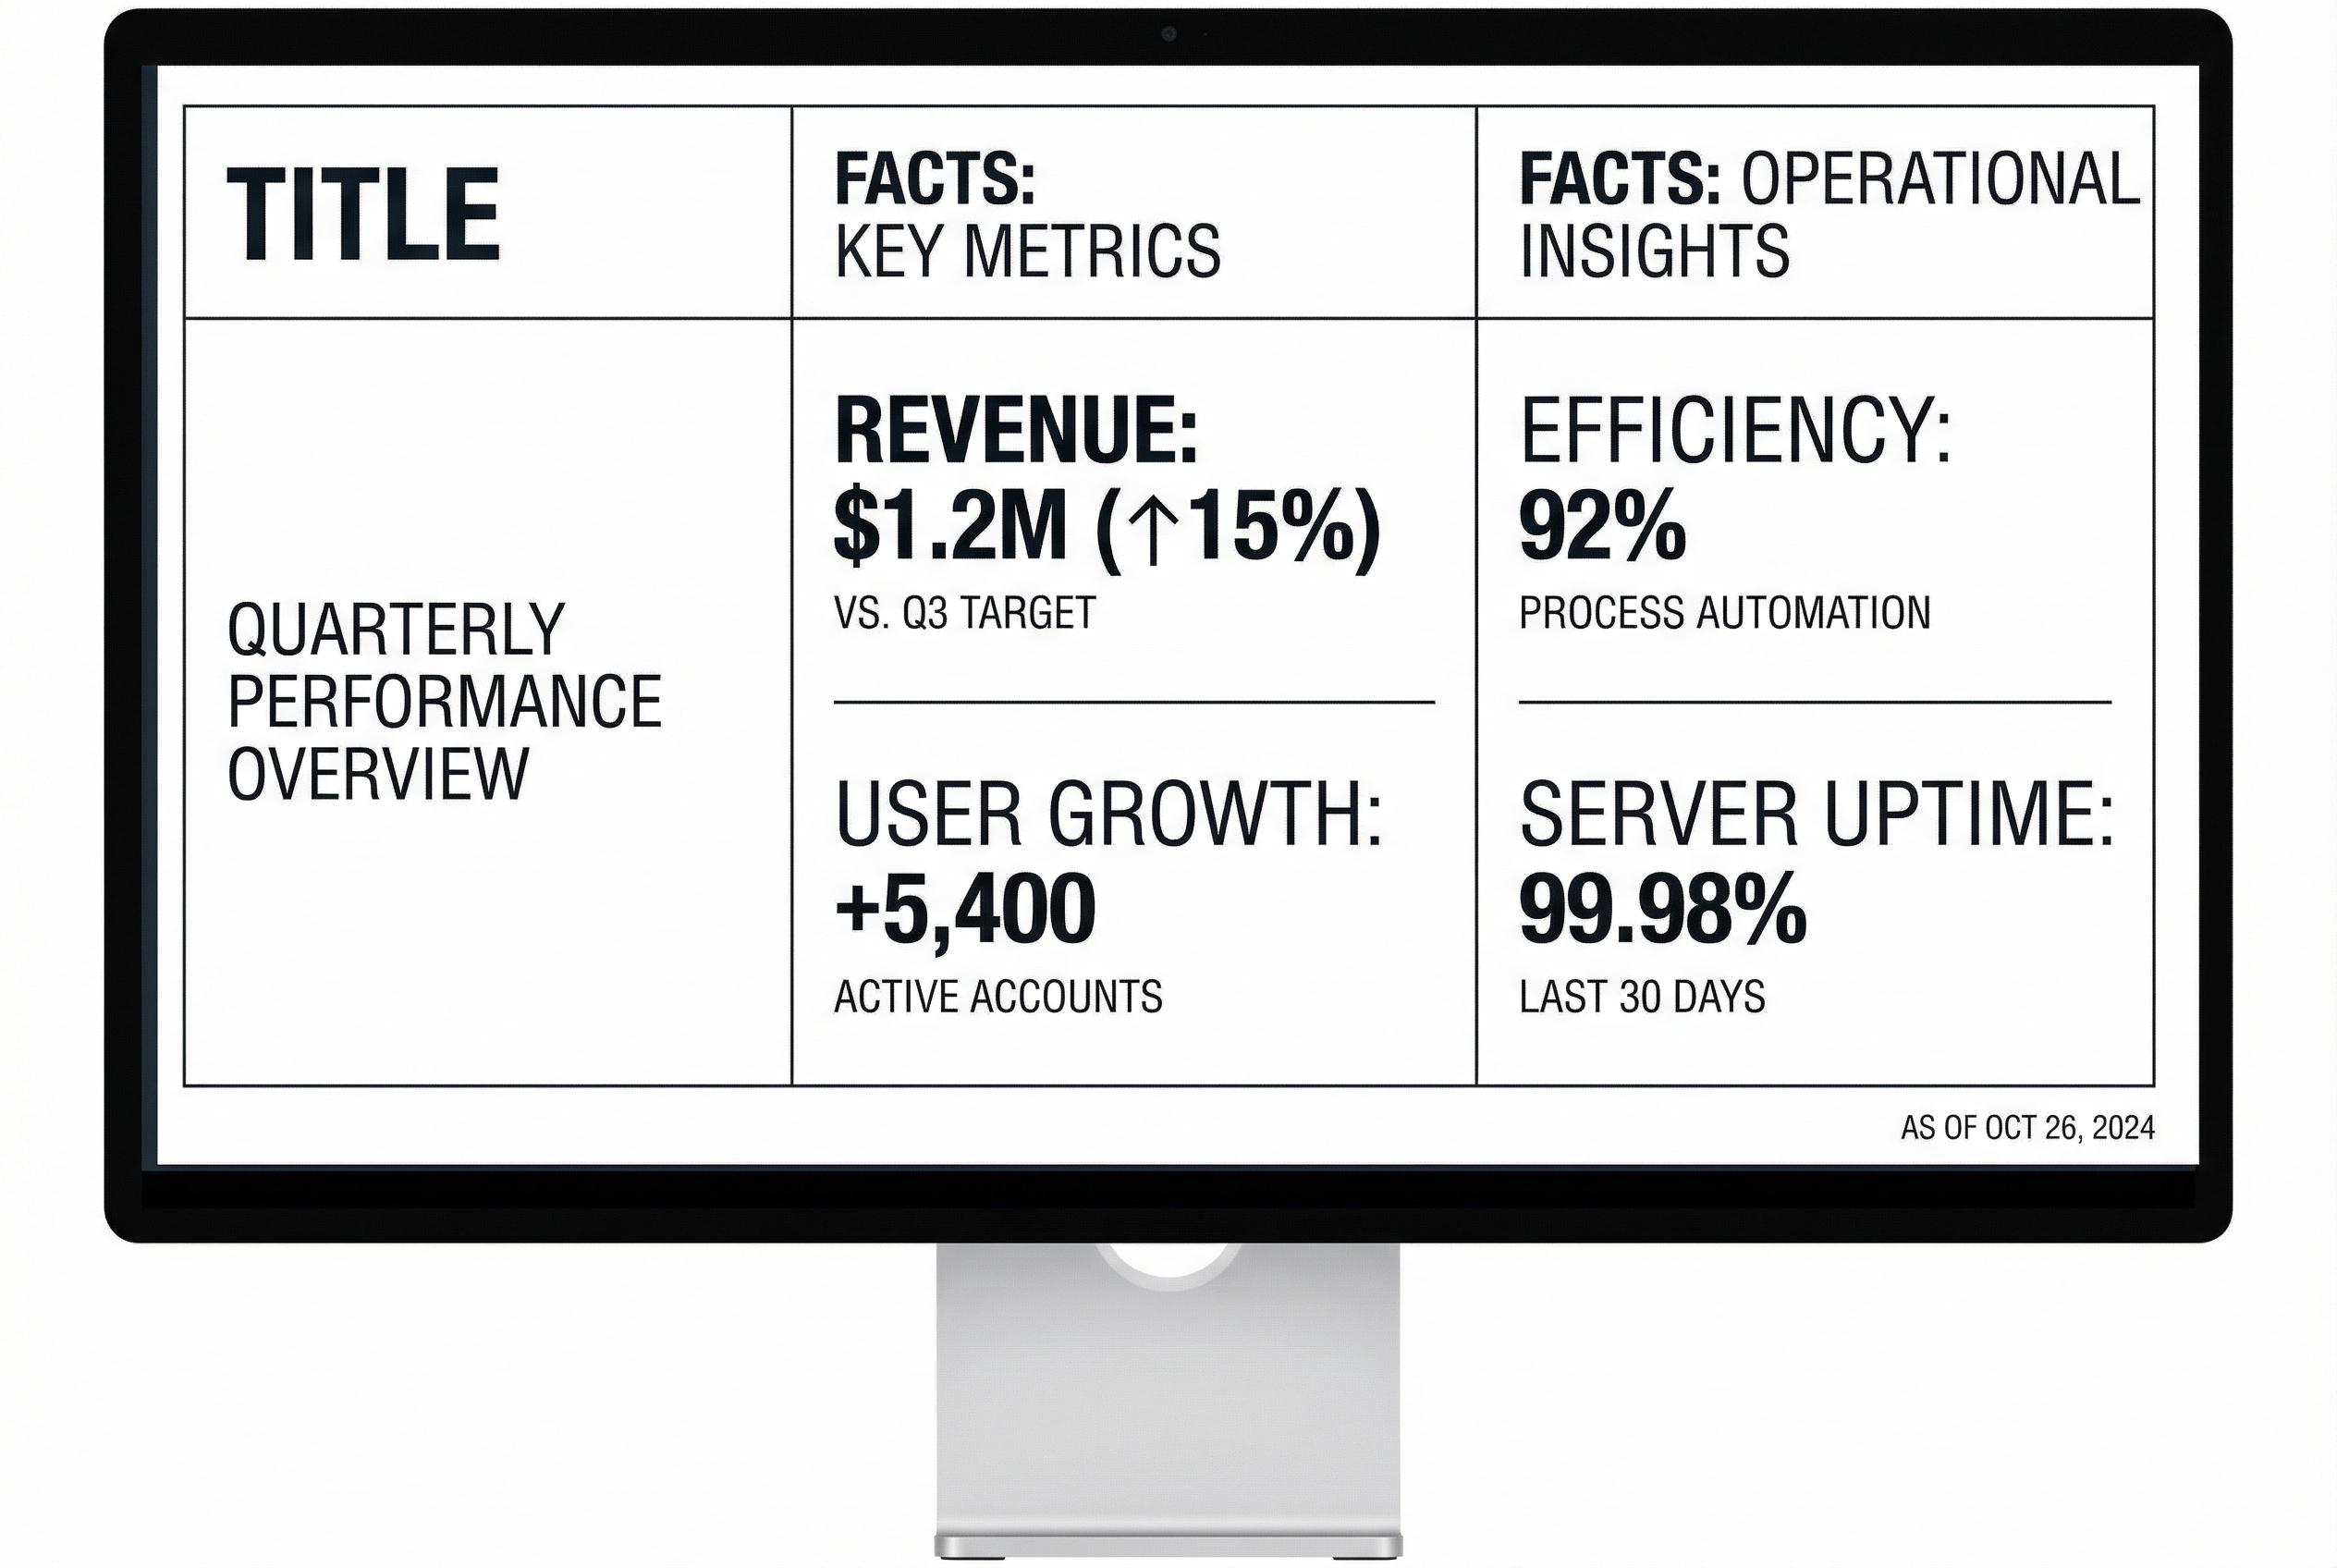 TITLE
FACTS:
KEY METRICS
FACTS: OPERATIONAL
INSIGHTS
QUARTERLY
PERFORMANCE
OVERVIEW
REVENUE:
$1.2M (↑15%)
VS. Q3 TARGET
USER GROWTH:
+5,400
ACTIVE ACCOUNTS
EFFICIENCY:
92%
PROCESS AUTOMATION
SERVER UPTIME:
99.98%
LAST 30 DAYS
AS OF OCT 26, 2024